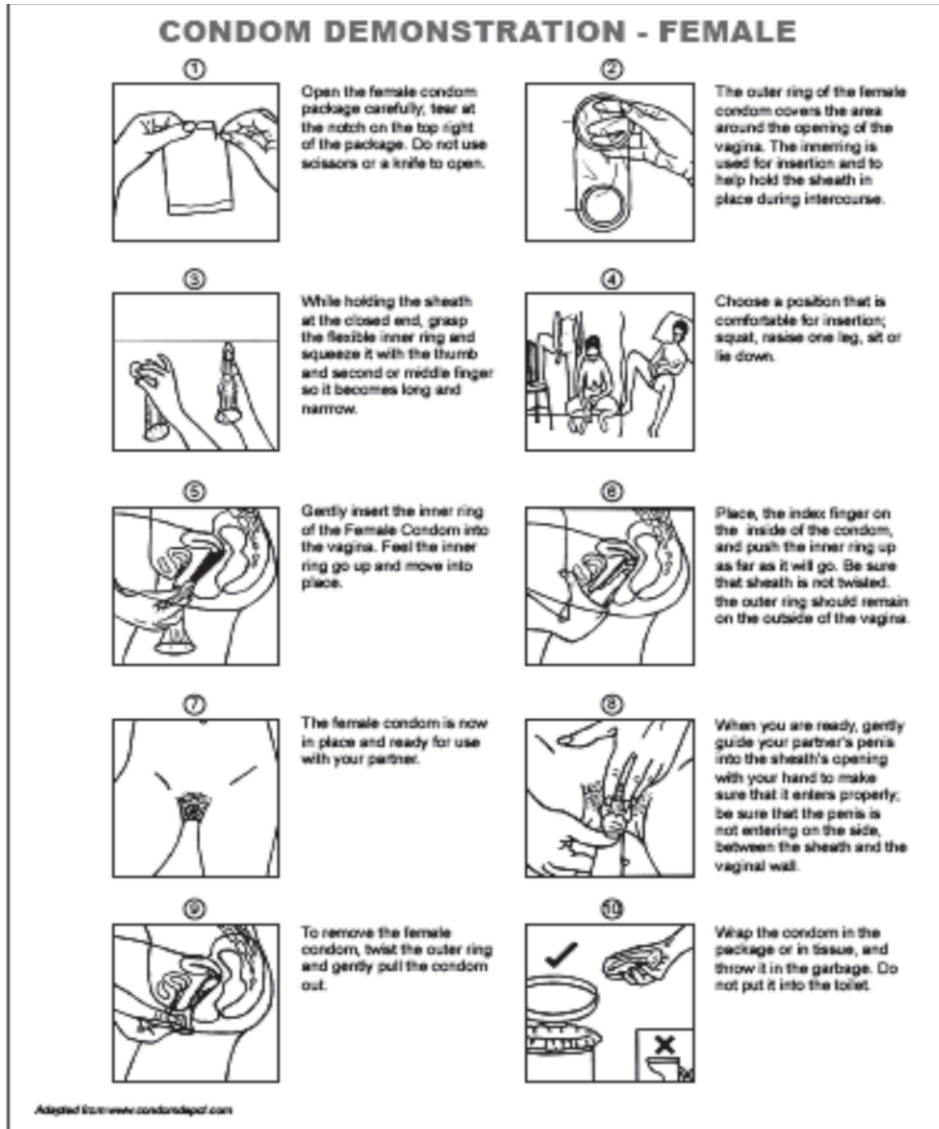 CONDOM DEMONSTRATION - FEMALE
1
Open the female condom
package carefully; tear at
the notch on the top right
of the package. Do not use
scissors or a knife to open.
2
The outer ring of the female
condom covers the area
around the opening of the
vagina. The innerring is
used for insertion and to
help hold the sheath in
place during intercourse.
3
While holding the sheath
at the closed end, grasp
the flexible inner ring and
squeeze it with the thumb
and second or middle finger
so it becomes long and
narrrow.
4
Choose a position that is
comfortable for insertion;
squat, rasise one leg, sit or
lie down.
5
Gently insert the inner ring
of the Female Condom into
the vagina. Feel the inner
ring go up and move into
place.
6
Place, the index finger on
the inside of the condom,
and push the inner ring up
as far as it will go. Be sure
that sheath is not twisted.
the outer ring should remain
on the outside of the vagina.
7
The female condom is now
in place and ready for use
with your partner.
8
When you are ready, gently
guide your partner's penis
into the sheath's opening
with your hand to make
sure that it enters properly;
be sure that the penis is
not entering on the side,
between the sheath and the
vaginal wall.
9
To remove the female
condom, twist the outer ring
and gently pull the condom
out.
10
Wrap the condom in the
package or in tissue, and
throw it in the garbage. Do
not put it into the toilet.
Adapted from www.condomdepot.com